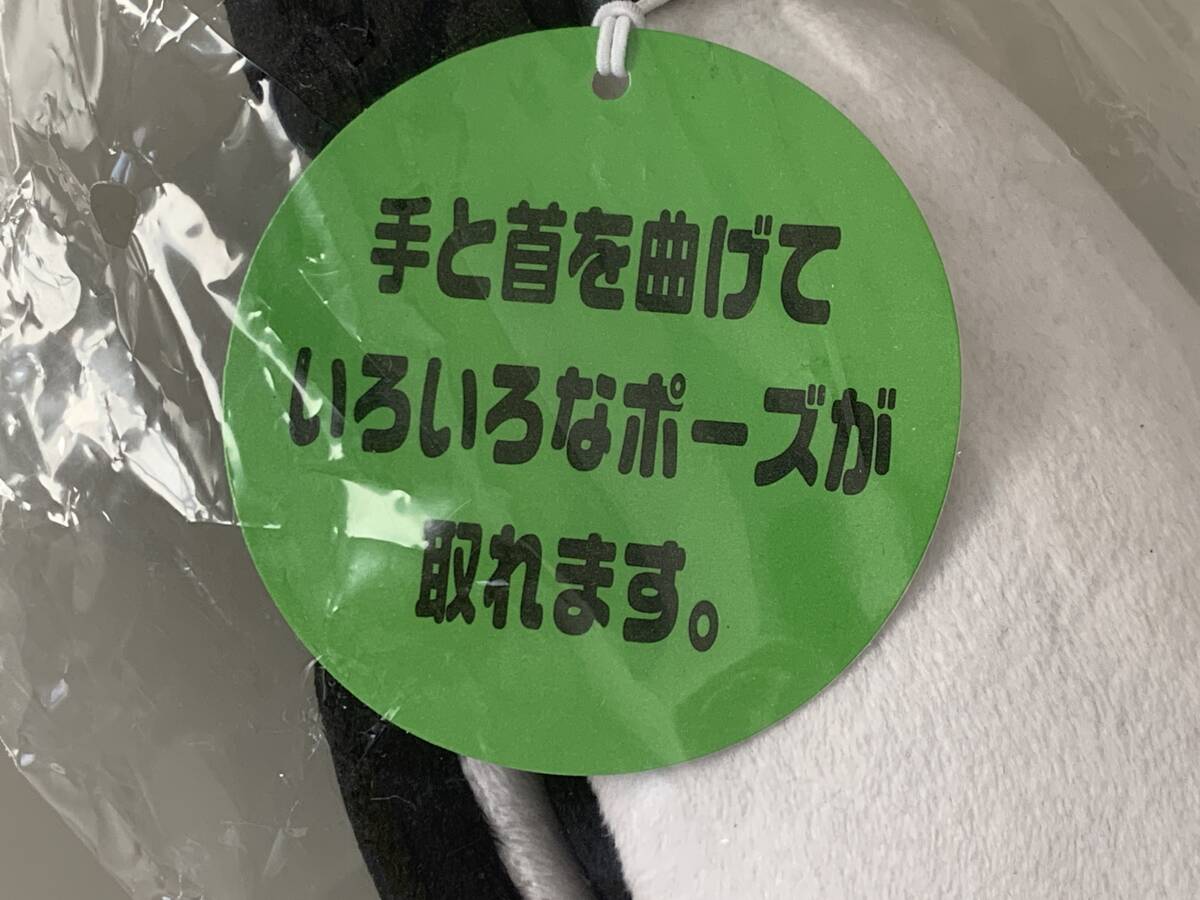 手と首を曲げて
いろいろなポーズが
取れます。